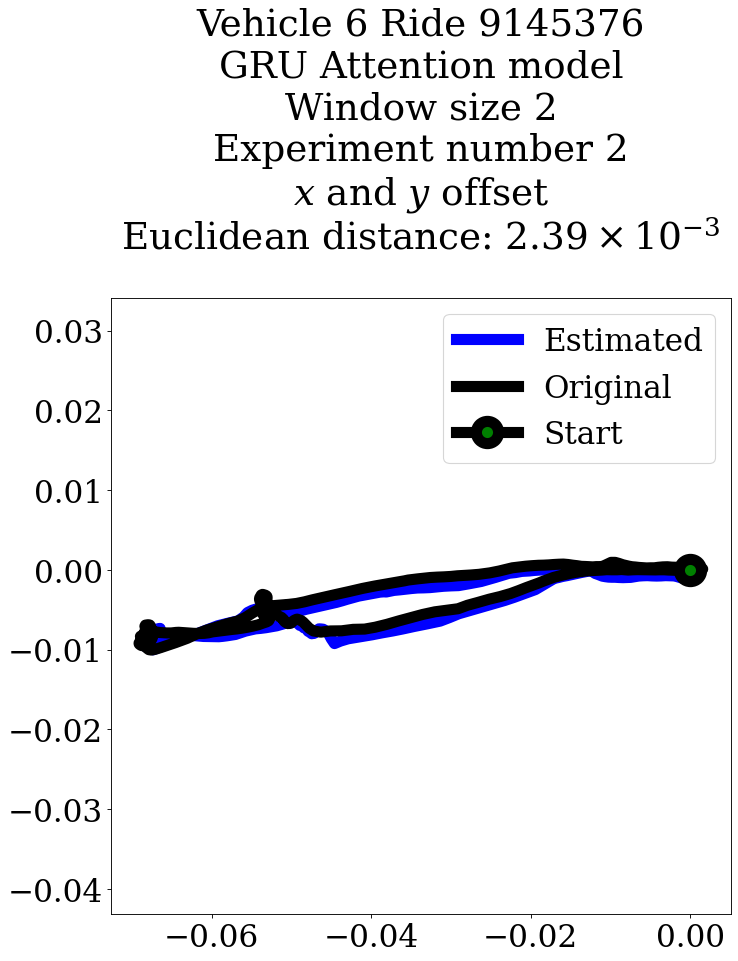 Vehicle 6 Ride 9145376
GRU Attention model
Window size 2
Experiment number 2
x and y offset
Euclidean distance: 2.39 × 10⁻³
Estimated
Original
Start
0.03
0.02
0.01
0.00
−0.01
−0.02
−0.03
−0.04
−0.06 −0.04 −0.02 0.00